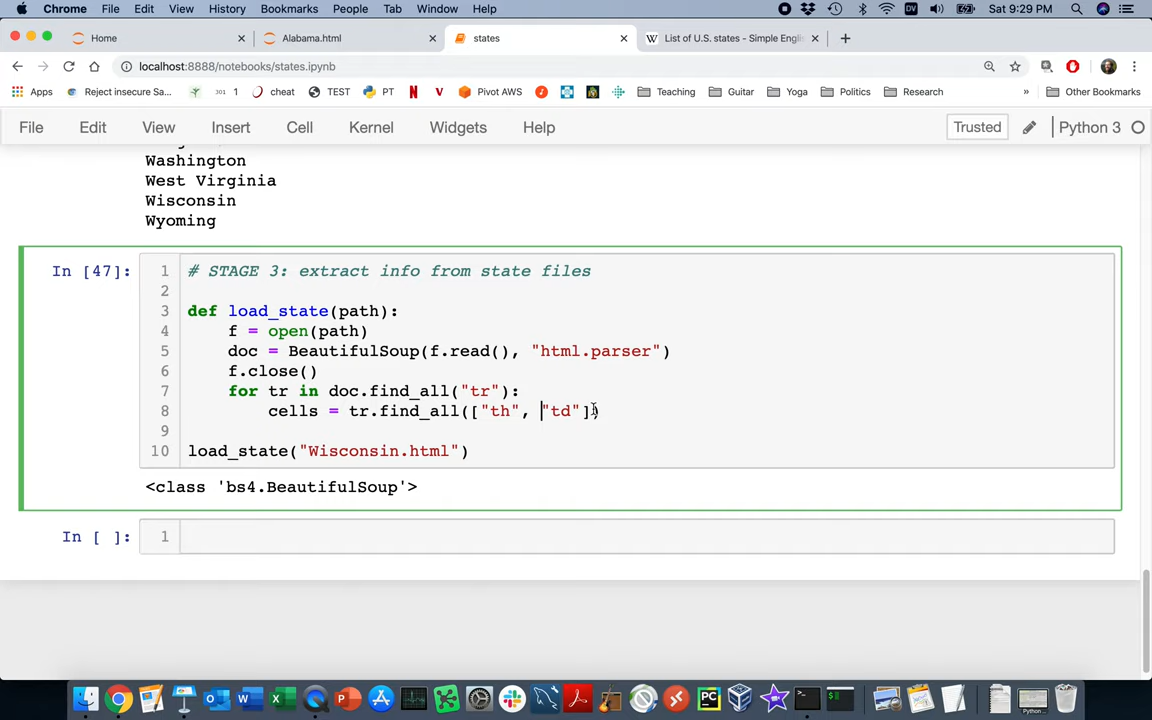 Chrome File Edit View History Bookmarks People Tab Window Help Sat 9:29 PM
Home Alabama.html states List of U.S. states - Simple Engli
localhost:8888/notebooks/states.ipynb
Apps Reject insecure Sa... 301 1 cheat TEST PT N V Pivot AWS Teaching Guitar Yoga Politics Research » Other Bookmarks
File Edit View Insert Cell Kernel Widgets Help Trusted Python 3
Washington
West Virginia
Wisconsin
Wyoming
In [47]: 1 # STAGE 3: extract info from state files
2
3 def load_state(path):
4 f = open(path)
5 doc = BeautifulSoup(f.read(), "html.parser")
6 f.close()
7 for tr in doc.find_all("tr"):
8 cells = tr.find_all(["th", "td"])
9
10 load_state("Wisconsin.html")
<class 'bs4.BeautifulSoup'>
In [ ]: 1